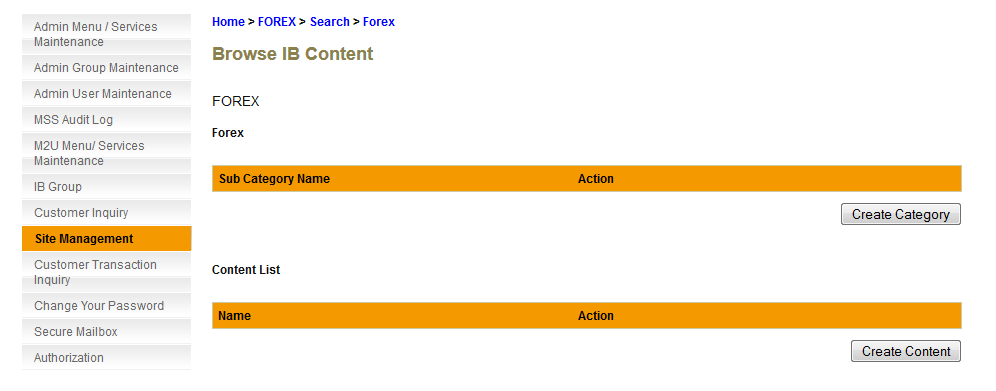 Admin Menu / Services
Maintenance
Admin Group Maintenance
Admin User Maintenance
MSS Audit Log
M2U Menu/ Services
Maintenance
IB Group
Customer Inquiry
Site Management
Customer Transaction
Inquiry
Change Your Password
Secure Mailbox
Authorization
Home > FOREX > Search > Forex
Browse IB Content
FOREX
Forex
Sub Category Name Action
Create Category
Content List
Name Action
Create Content